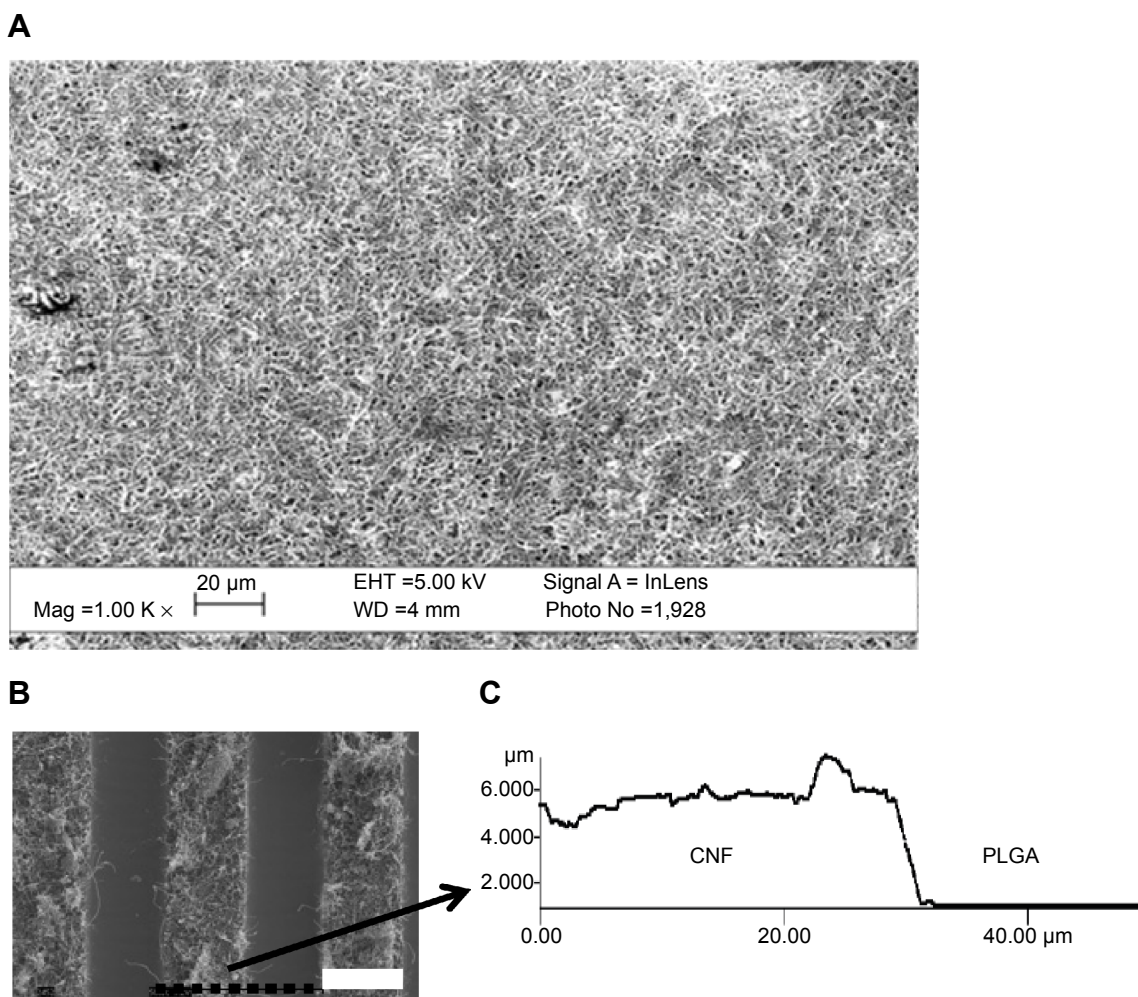 A
20 µm
EHT =5.00 kV
Signal A = InLens
Mag =1.00 K ×
WD =4 mm
Photo No =1,928
B
C
µm
6.000
4.000
2.000
CNF
PLGA
0.00
20.00
40.00 µm